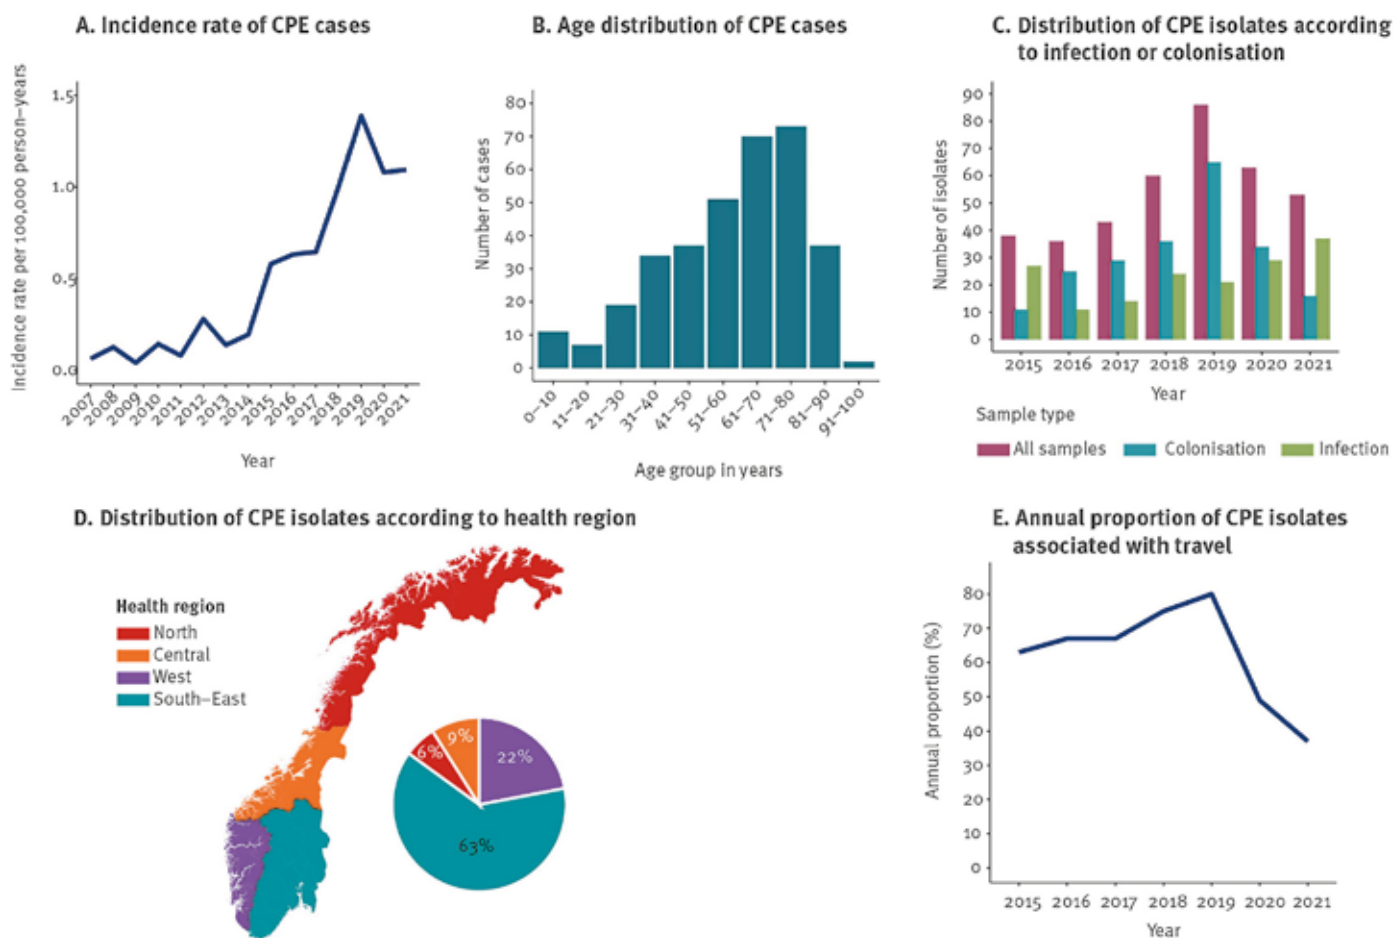 A. Incidence rate of CPE cases
Incidence rate per 100,000 person–years
1.5
1.0
0.5
0.0
2007 2008 2009 2010 2011 2012 2013 2014 2015 2016 2017 2018 2019 2020 2021
Year
B. Age distribution of CPE cases
Number of cases
80
70
60
50
40
30
20
10
0
0–10 11–20 21–30 31–40 41–50 51–60 61–70 71–80 81–90 91–100
Age group in years
C. Distribution of CPE isolates according
to infection or colonisation
Number of isolates
90
80
70
60
50
40
30
20
10
0
2015 2016 2017 2018 2019 2020 2021
Year
Sample type
All samples Colonisation Infection
D. Distribution of CPE isolates according to health region
Health region
North
Central
West
South–East
6% 9% 22%
63%
E. Annual proportion of CPE isolates
associated with travel
Annual proportion (%)
80
70
60
50
40
30
20
10
0
2015 2016 2017 2018 2019 2020 2021
Year